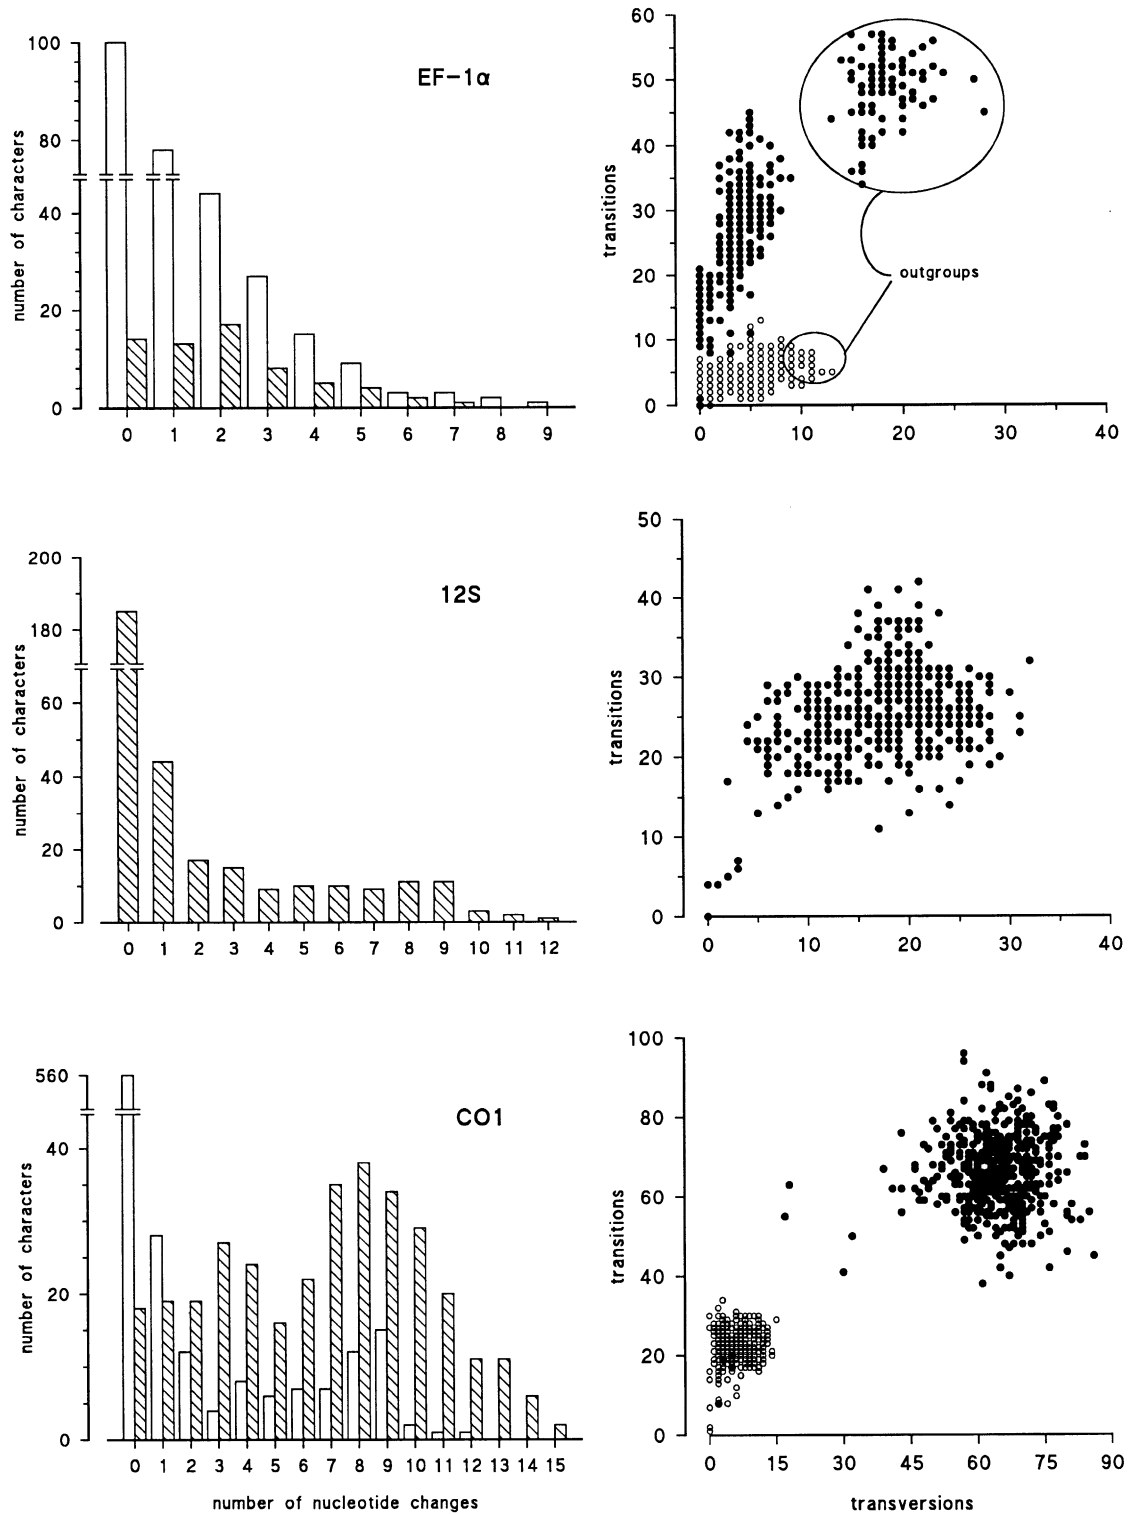 EF-1α
number of characters
100
80
40
20
0
0 1 2 3 4 5 6 7 8 9
transitions
60
50
40
30
20
10
0
outgroups
0 10 20 30 40
12S
number of characters
200
180
60
40
20
0
0 1 2 3 4 5 6 7 8 9 10 11 12
transitions
50
40
30
20
10
0
0 10 20 30 40
CO1
number of characters
560
40
20
0
0 1 2 3 4 5 6 7 8 9 10 11 12 13 14 15
number of nucleotide changes
transitions
100
80
60
40
20
0
0 15 30 45 60 75 90
transversions